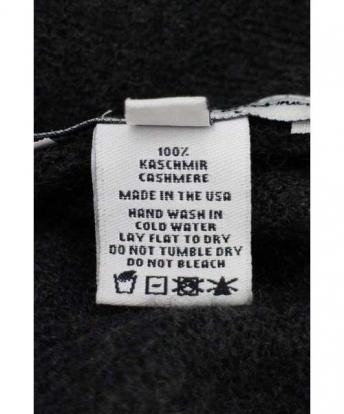 100%
KASCHMIR
CASHMERE
MADE IN THE USA
HAND WASH IN
COLD WATER
LAY FLAT TO DRY
DO NOT TUMBLE DRY
DO NOT BLEACH